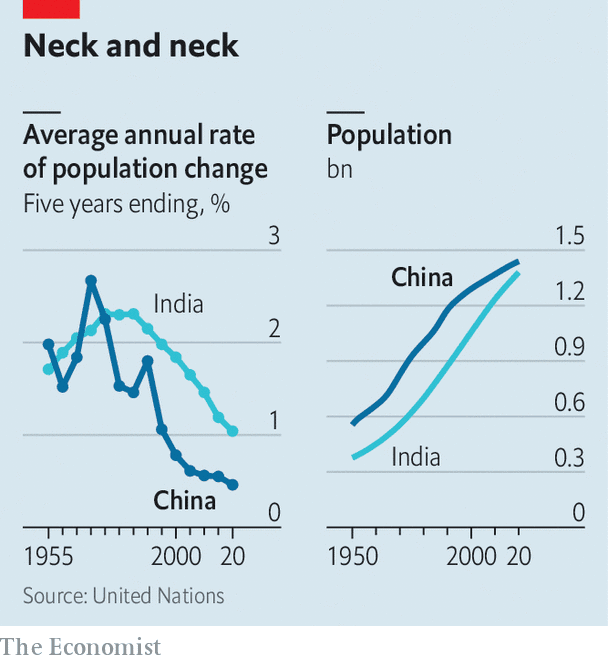 Neck and neck
Average annual rate
of population change
Five years ending, %
3
India
2
1
China
0
1955 2000 20
Population
bn
1.5
China
1.2
0.9
0.6
India
0.3
0
1950 2000 20
Source: United Nations
The Economist